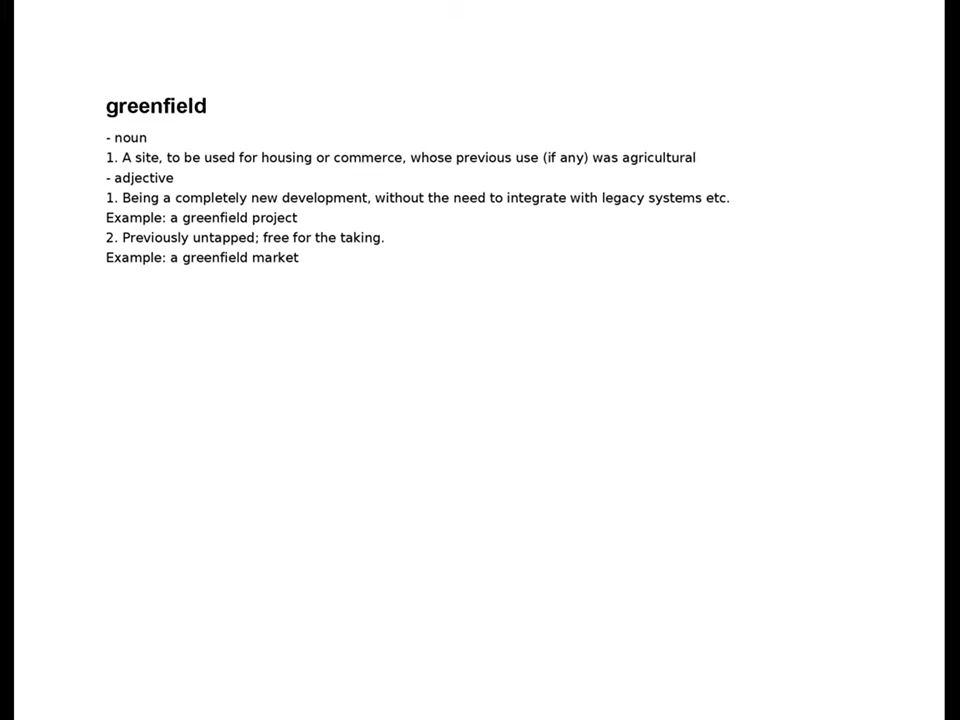 greenfield
- noun
1. A site, to be used for housing or commerce, whose previous use (if any) was agricultural
- adjective
1. Being a completely new development, without the need to integrate with legacy systems etc.
Example: a greenfield project
2. Previously untapped; free for the taking.
Example: a greenfield market